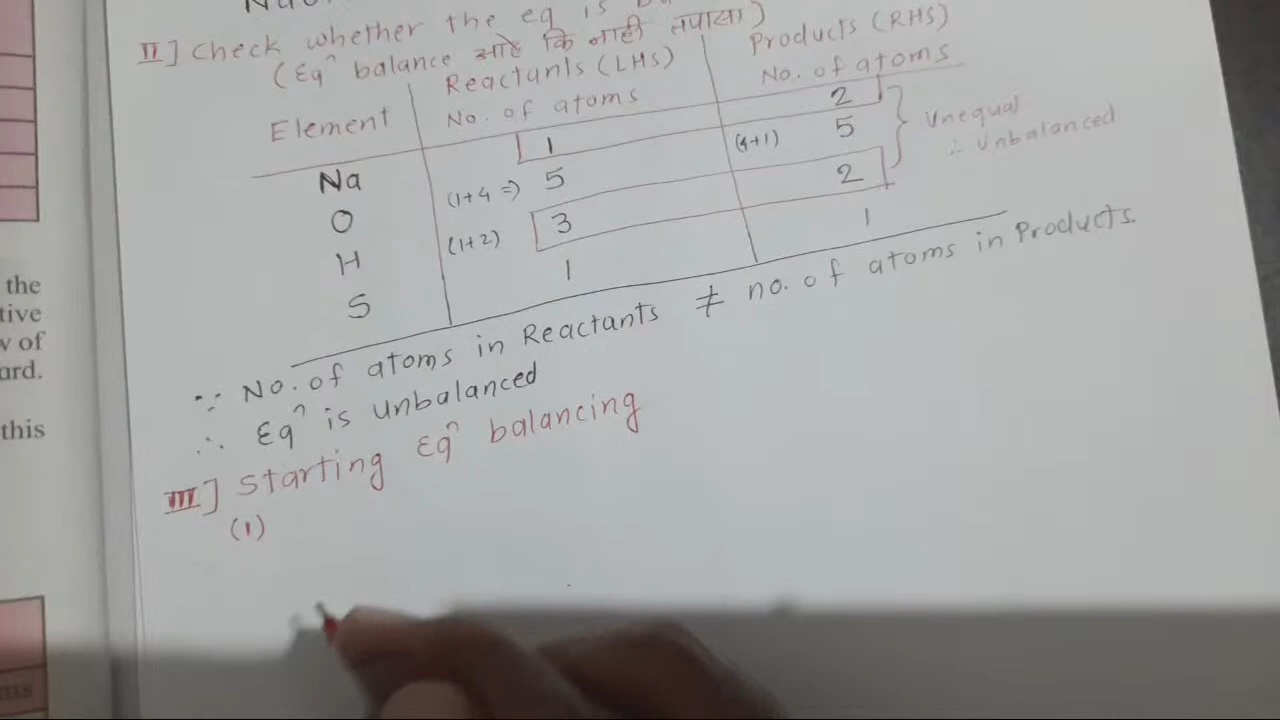 II] Check whether the eqⁿ is
(Eqⁿ balance आहे कि नाही तपासा)
Element
Reactants (LHS)
No. of atoms
Products (RHS)
No. of atoms
Na 1 2
O (1+4 =) 5 (4+1) 5
H (1+2) 3 2
S 1 1
Unequal
∴ Unbalanced
∵ No. of atoms in Reactants ≠ no. of atoms in Products.
∴ Eqⁿ is Unbalanced
III] Starting Eqⁿ balancing
(1)
the
tive
w of
ard.
this
ms